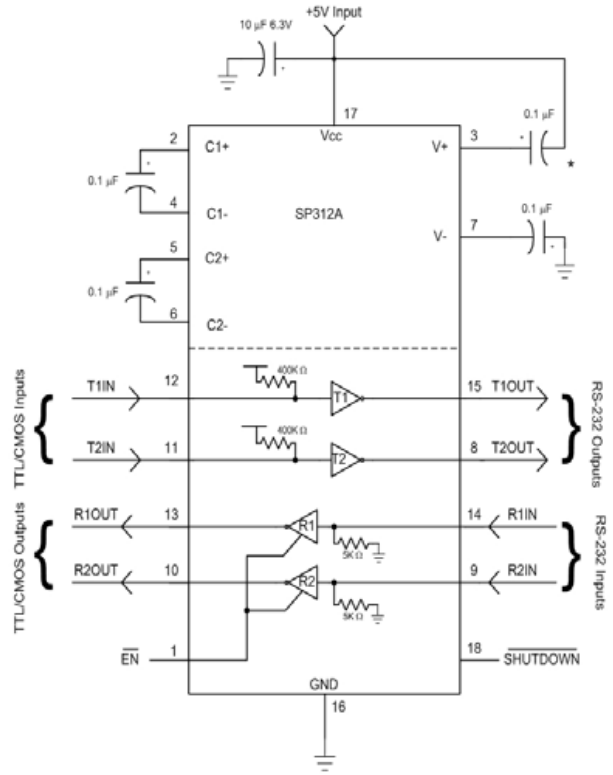 +5V Input
10 µF 6.3V
17
Vcc
2
C1+
V+
3
0.1 µF
*
0.1 µF
4
C1-
SP312A
0.1 µF
7
V-
5
C2+
0.1 µF
6
C2-
TTL/CMOS Inputs
T1IN
12
400K Ω
T1
15
T1OUT
RS-232 Outputs
T2IN
11
400K Ω
T2
8
T2OUT
TTL/CMOS Outputs
R1OUT
13
R1
5K Ω
14
R1IN
RS-232 Inputs
R2OUT
10
R2
5K Ω
9
R2IN
EN
1
18
SHUTDOWN
GND
16